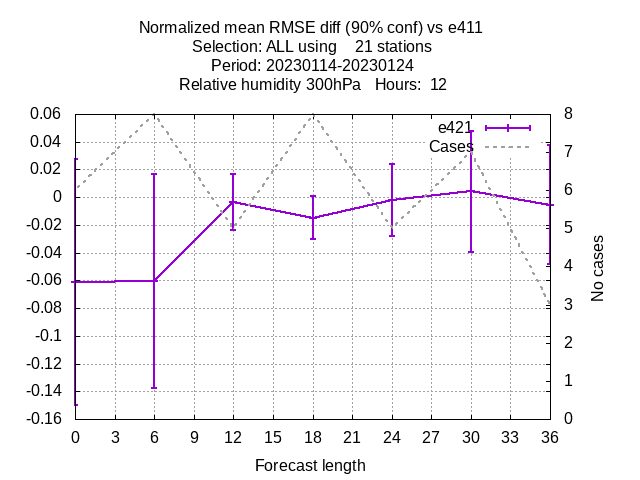 Normalized mean RMSE diff (90% conf) vs e411
Selection: ALL using    21 stations
Period: 20230114-20230124
Relative humidity 300hPa   Hours:  12
e421
Cases
0.06
0.04
0.02
0
-0.02
-0.04
-0.06
-0.08
-0.1
-0.12
-0.14
-0.16
8
7
6
5
4
3
2
1
0
No cases
0 3 6 9 12 15 18 21 24 27 30 33 36
Forecast length